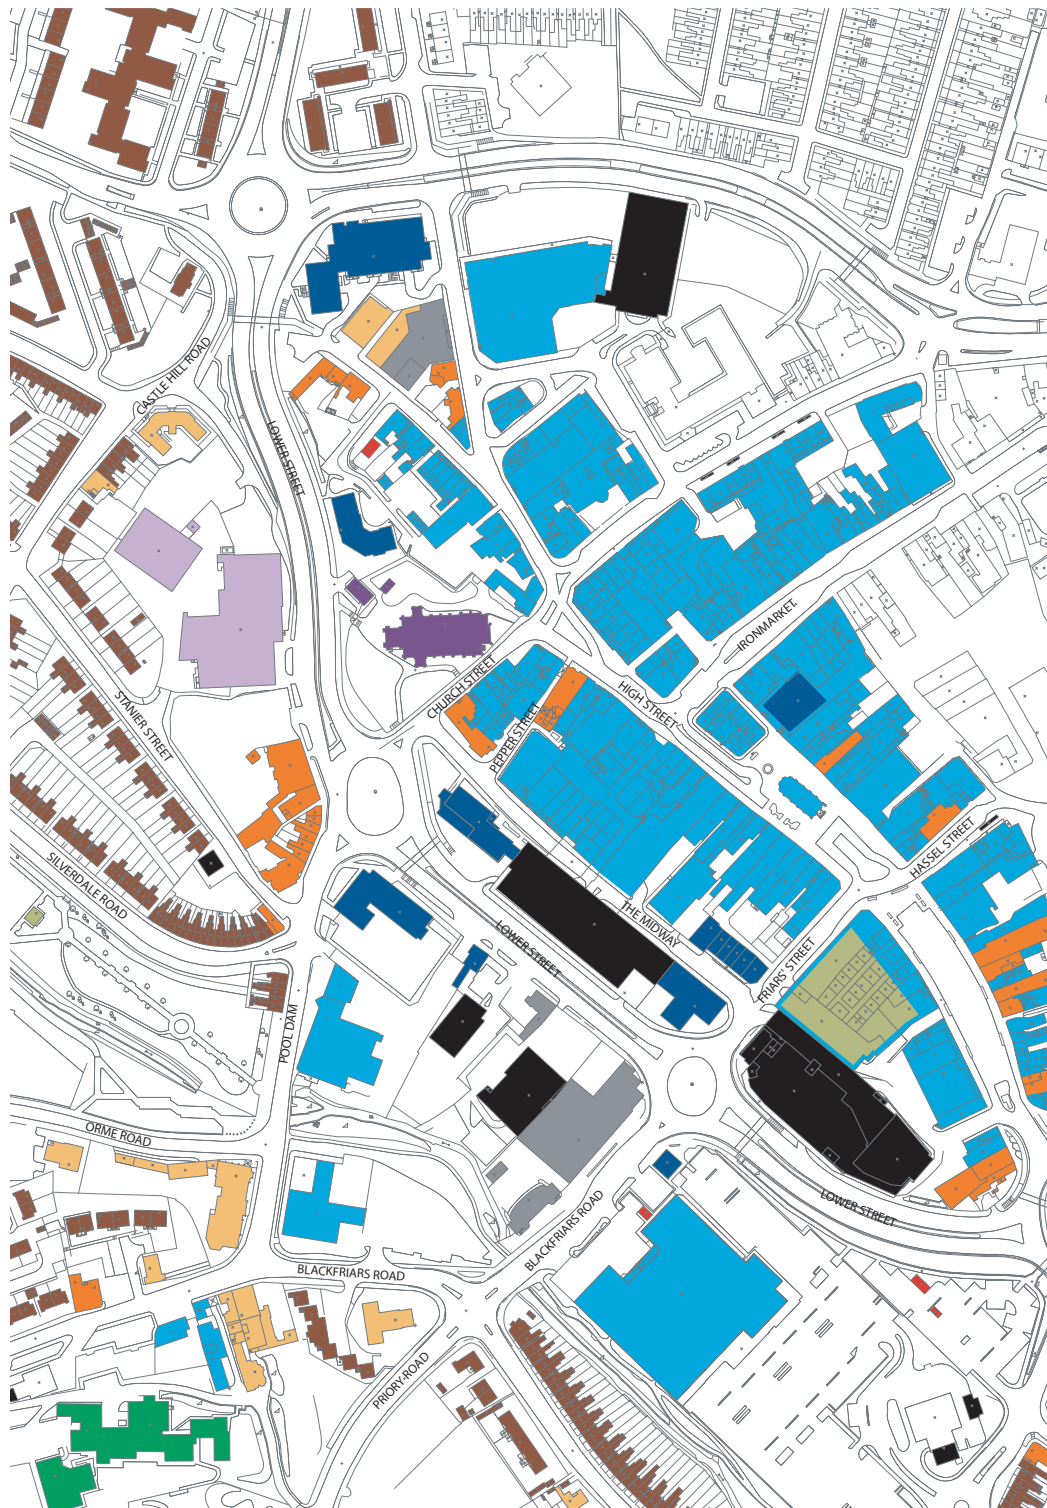 CASTLE HILL ROAD
LOWER STREET
IRONMARKET
CHURCH STREET
HIGH STREET
STANIER STREET
PEPPER STREET
HASSEL STREET
SILVERDALE ROAD
THE MIDWAY
LOWER STREET
FRIARS' STREET
POOL DAM
ORME ROAD
LOWER STREET
BLACKFRIARS ROAD
BLACKFRIARS ROAD
PRIORY ROAD